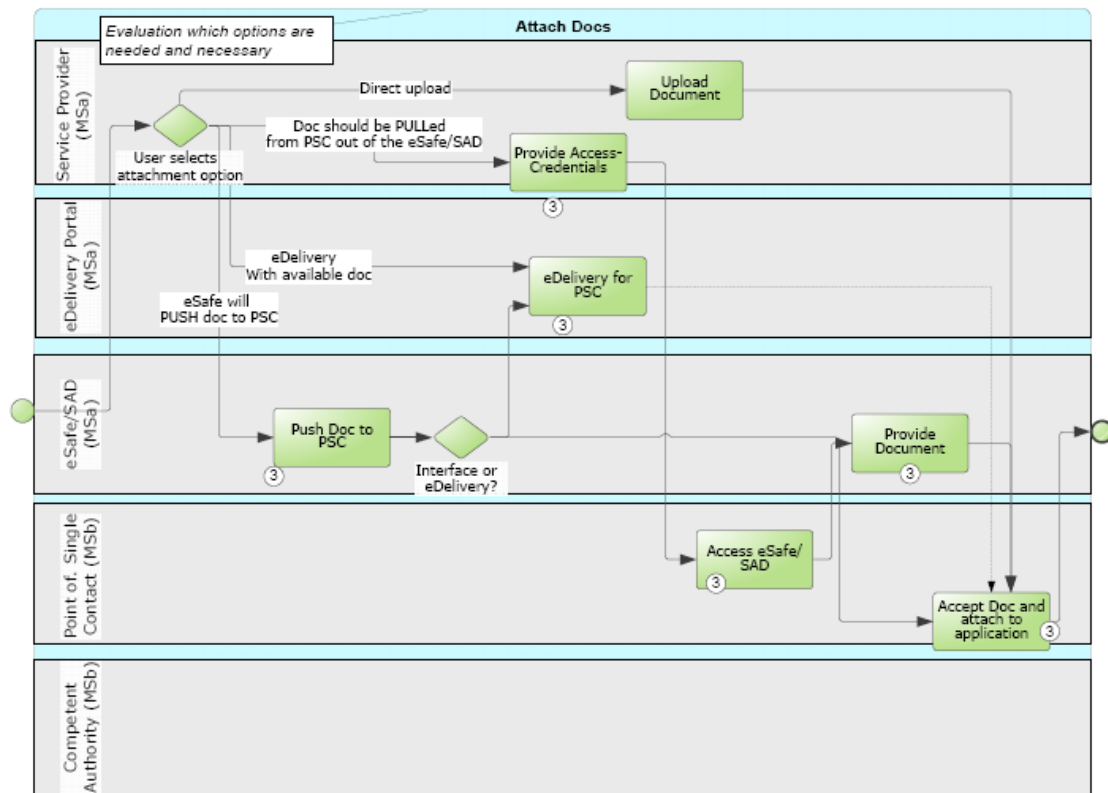 Attach Docs
Evaluation which options are
needed and necessary
Service Provider
(MSa)
Direct upload
Upload
Document
Doc should be PULLed
from PSC out of the eSafe/SAD
User selects
attachment option
Provide Access-
Credentials
3
eDelivery Portal
(MSa)
eDelivery
With available doc
eDelivery for
PSC
3
eSafe will
PUSH doc to PSC
eSafe/SAD
(MSa)
Push Doc to
PSC
3
Interface or
eDelivery?
Provide
Document
3
Point of. Single
Contact (MSb)
Access eSafe/
SAD
3
Accept Doc and
attach to
application
3
Competent
Authority (MSb)